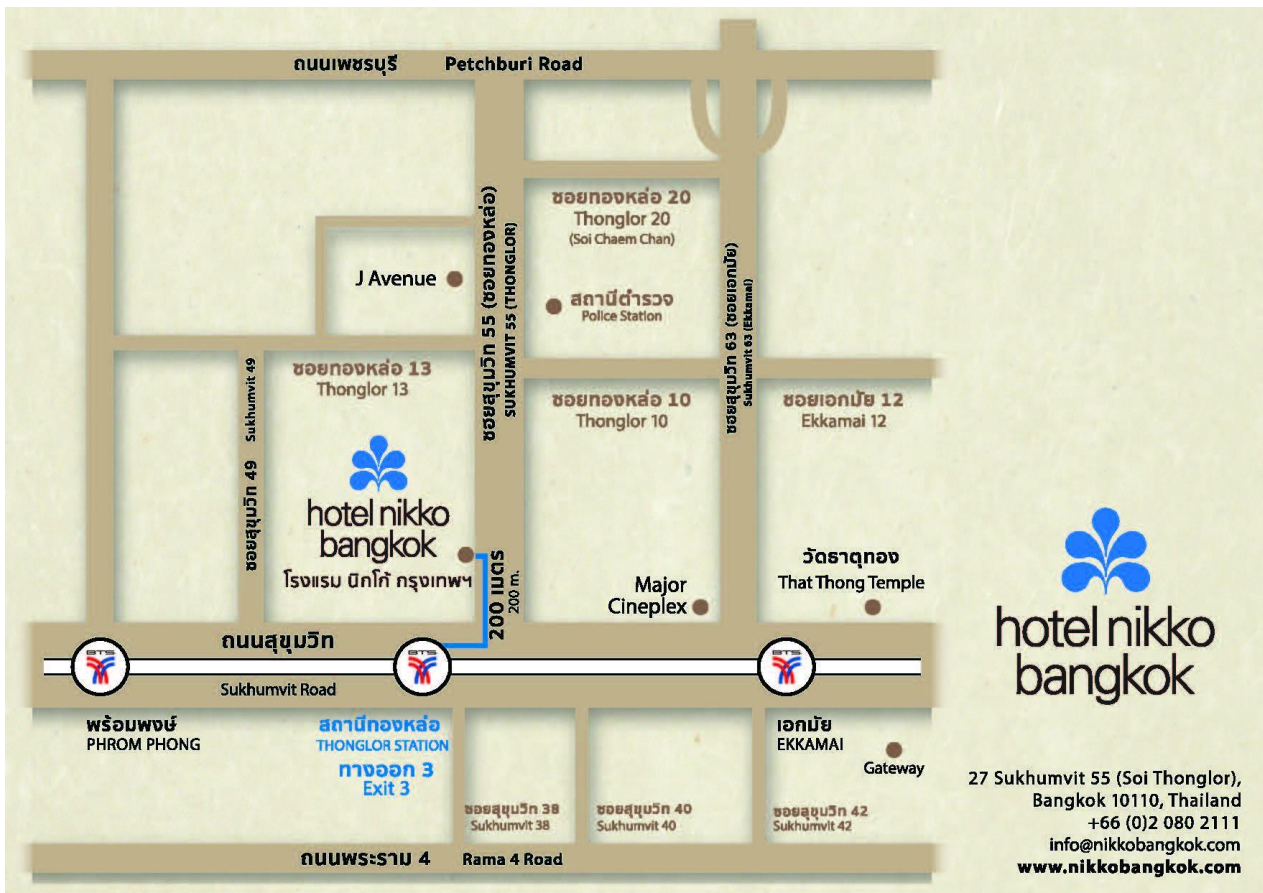 ถนนเพชรบุรี Petchburi Road
ซอยทองหล่อ 20
Thonglor 20
(Soi Chaem Chan)
J Avenue
สถานีตำรวจ
Police Station
ซอยสุขุมวิท 55 (ซอยทองหล่อ)
SUKHUMVIT 55 (THONGLOR)
ซอยสุขุมวิท 63 (ซอยเอกมัย)
Sukhumvit 63 (Ekkamai)
ซอยทองหล่อ 13
Thonglor 13
ซอยสุขุมวิท 49 Sukhumvit 49
ซอยทองหล่อ 10
Thonglor 10
ซอยเอกมัย 12
Ekkamai 12
hotel nikko
bangkok
โรงแรม นิกโก้ กรุงเทพฯ
200 เมตร
200 m.
Major
Cineplex
วัดธาตุทอง
That Thong Temple
ถนนสุขุมวิท
BTS
BTS
BTS
Sukhumvit Road
พร้อมพงษ์
PHROM PHONG
สถานีทองหล่อ
THONGLOR STATION
ทางออก 3
Exit 3
เอกมัย
EKKAMAI
Gateway
ซอยสุขุมวิท 38
Sukhumvit 38
ซอยสุขุมวิท 40
Sukhumvit 40
ซอยสุขุมวิท 42
Sukhumvit 42
ถนนพระราม 4 Rama 4 Road
hotel nikko
bangkok
27 Sukhumvit 55 (Soi Thonglor),
Bangkok 10110, Thailand
+66 (0)2 080 2111
info@nikkobangkok.com
www.nikkobangkok.com